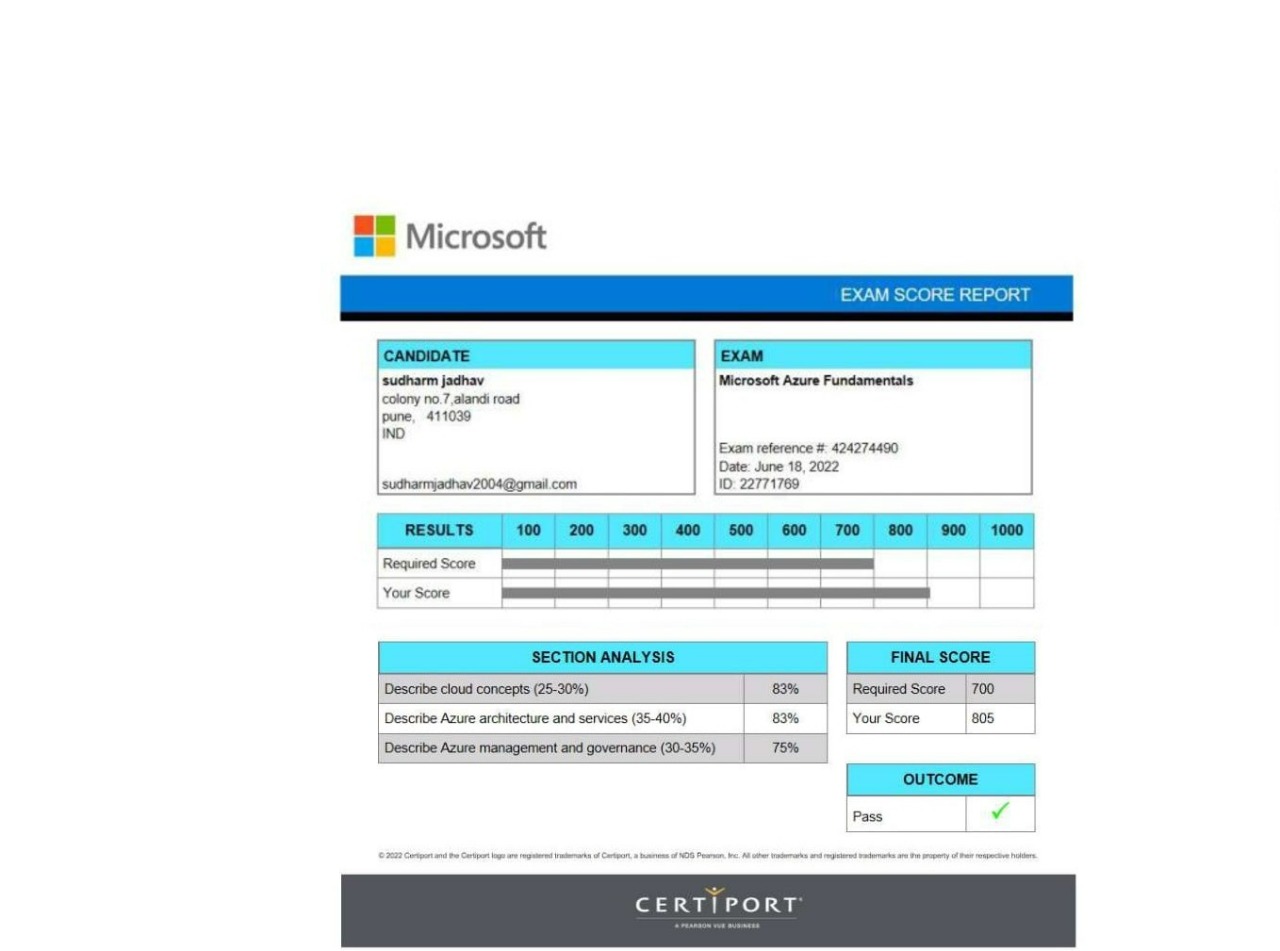 Microsoft
EXAM SCORE REPORT
CANDIDATE
sudharm jadhav
colony no.7,alandi road
pune, 411039
IND
sudharmjadhav2004@gmail.com
EXAM
Microsoft Azure Fundamentals
Exam reference #: 424274490
Date: June 18, 2022
ID: 22771769
RESULTS 100 200 300 400 500 600 700 800 900 1000
Required Score
Your Score
SECTION ANALYSIS
Describe cloud concepts (25-30%) 83%
Describe Azure architecture and services (35-40%) 83%
Describe Azure management and governance (30-35%) 75%
FINAL SCORE
Required Score 700
Your Score 805
OUTCOME
Pass ✓
© 2022 Certiport and the Certiport logo are registered trademarks of Certiport, a business of NDS Pearson, Inc. All other trademarks and registered trademarks are the property of their respective holders.
CERTIPORT
A PEARSON VUE BUSINESS